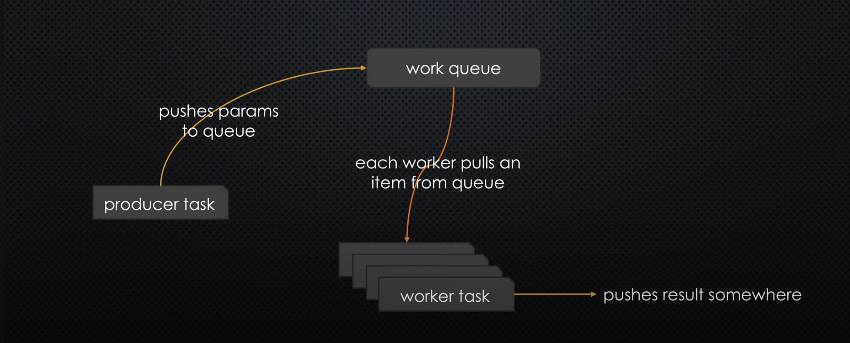 work queue
pushes params
to queue
each worker pulls an
item from queue
producer task
worker task
pushes result somewhere